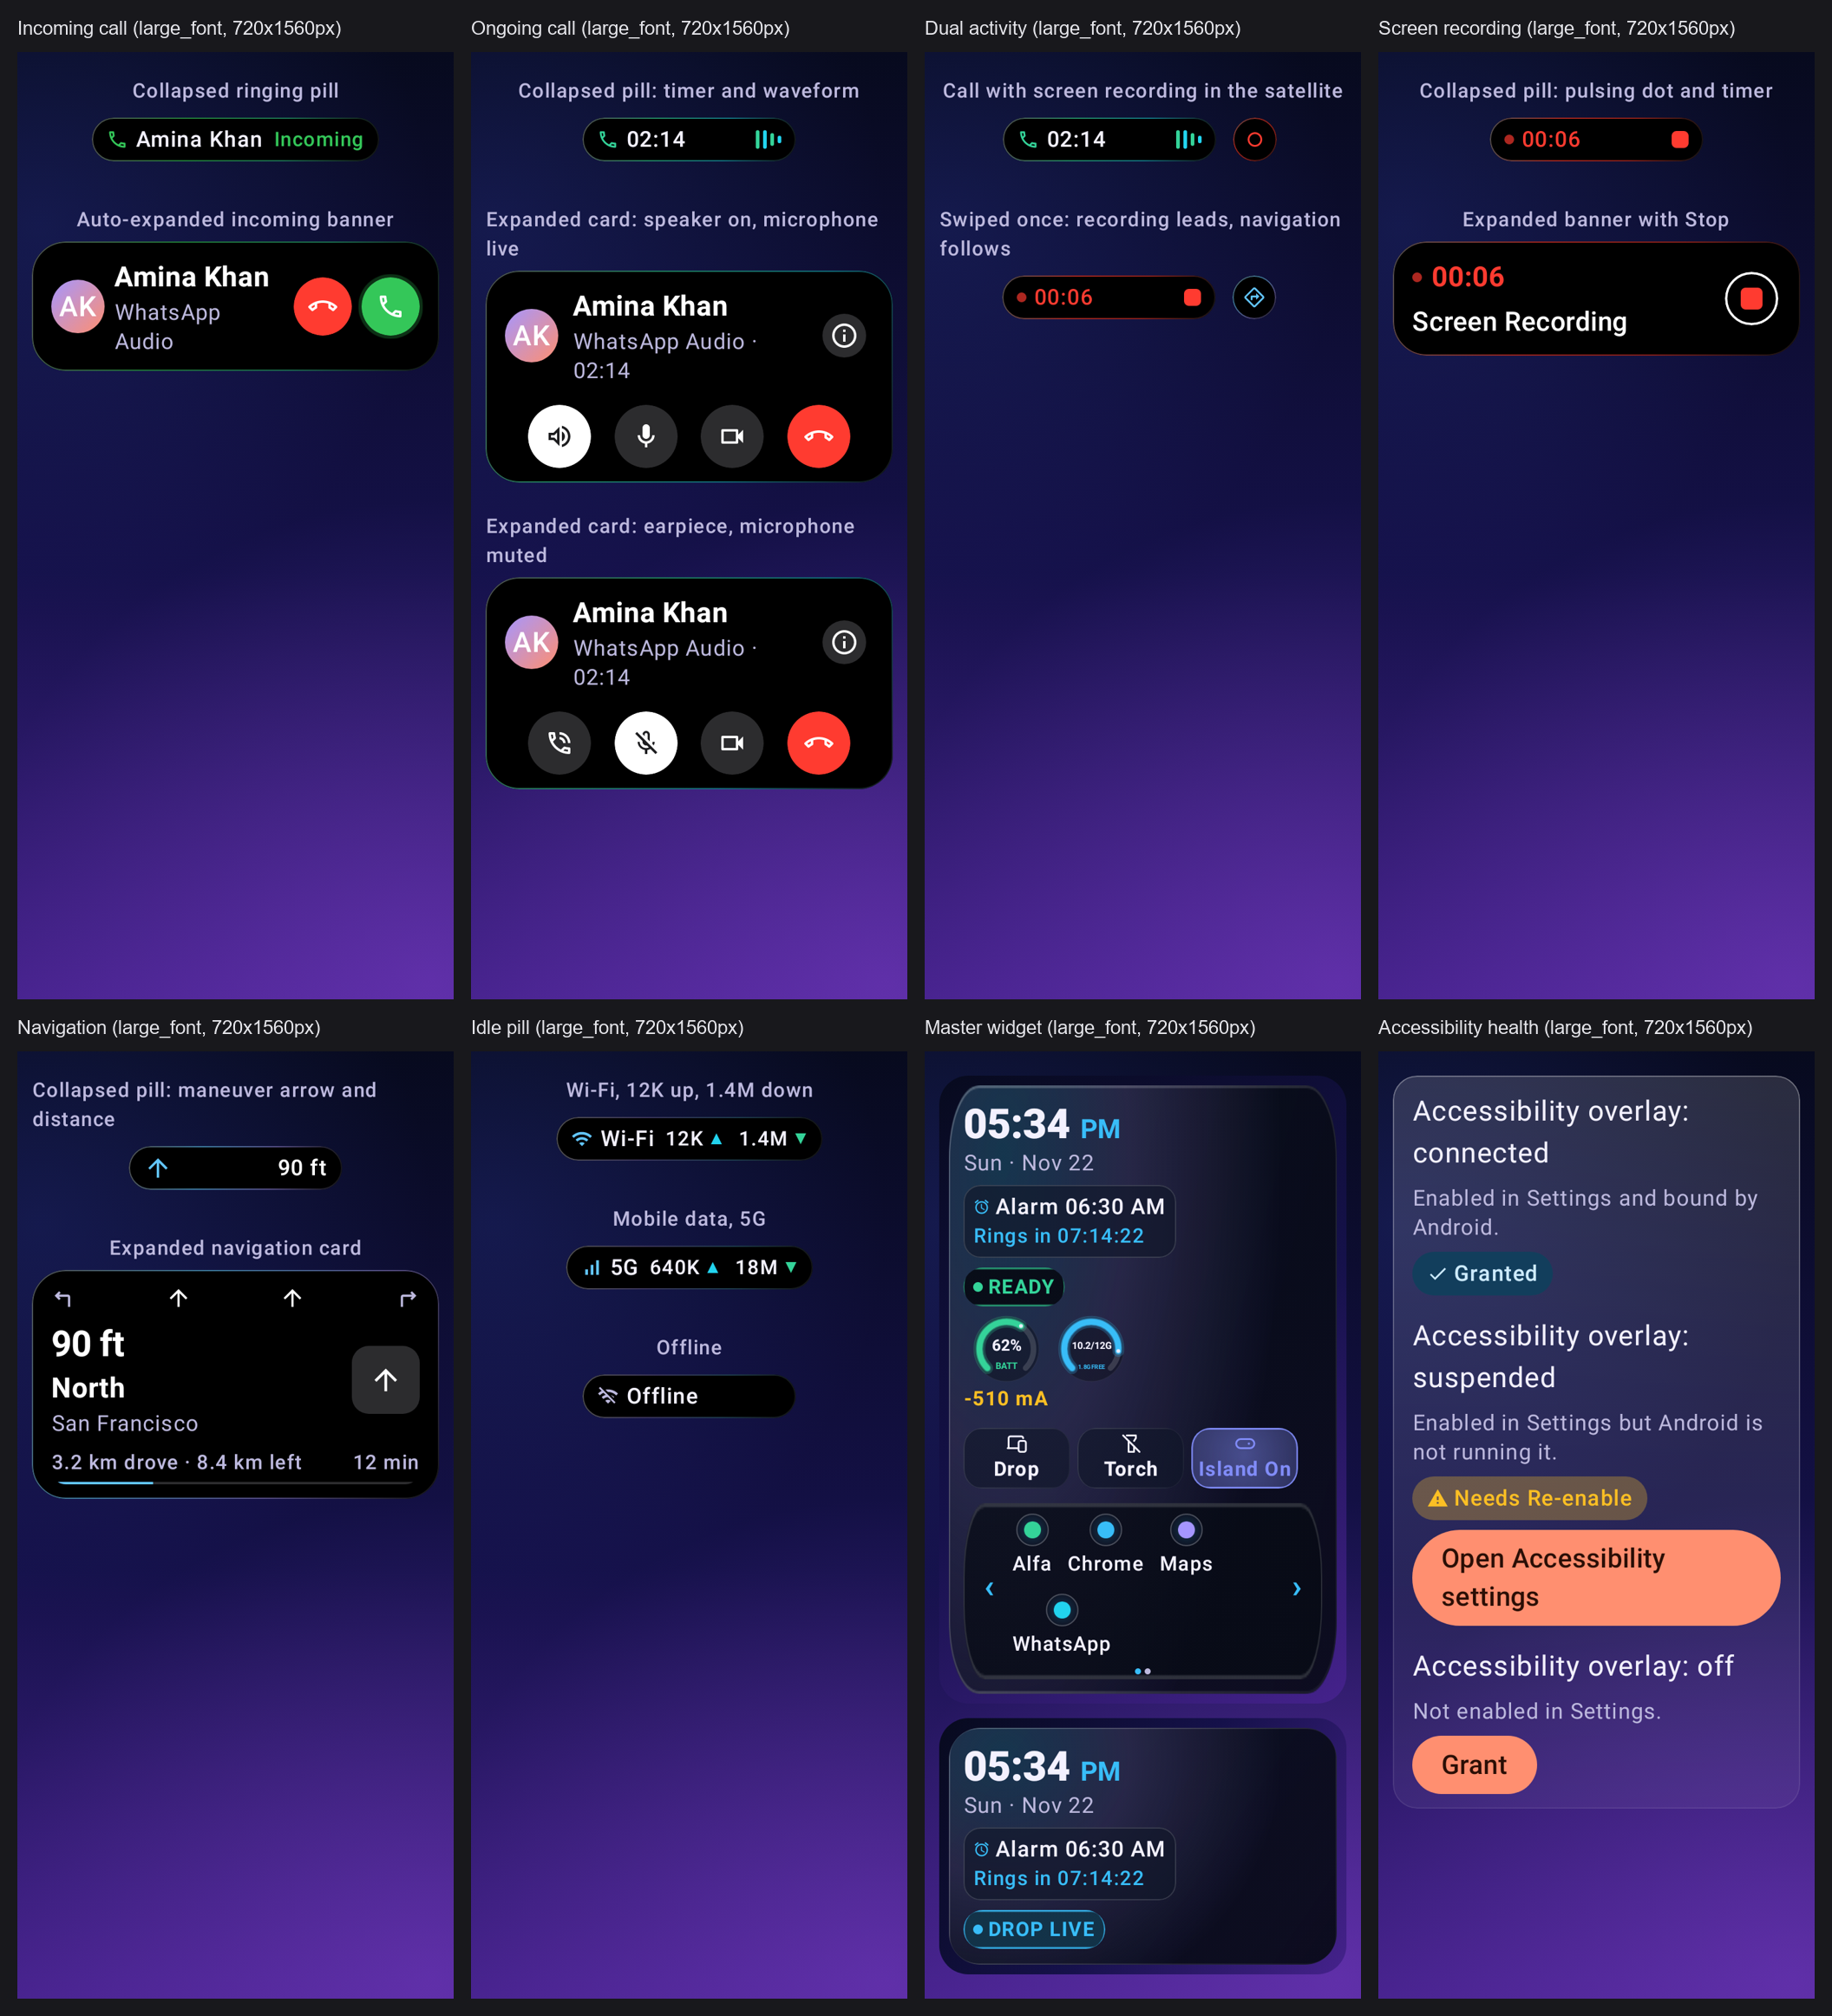 Incoming call (large_font, 720x1560px)
Collapsed ringing pill
Amina Khan Incoming
Auto-expanded incoming banner
AK
Amina Khan
WhatsApp
Audio
Ongoing call (large_font, 720x1560px)
Collapsed pill: timer and waveform
02:14
Expanded card: speaker on, microphone
live
AK
Amina Khan
WhatsApp Audio ·
02:14
Expanded card: earpiece, microphone
muted
AK
Amina Khan
WhatsApp Audio ·
02:14
Dual activity (large_font, 720x1560px)
Call with screen recording in the satellite
02:14
Swiped once: recording leads, navigation
follows
00:06
Screen recording (large_font, 720x1560px)
Collapsed pill: pulsing dot and timer
00:06
Expanded banner with Stop
00:06
Screen Recording
Navigation (large_font, 720x1560px)
Collapsed pill: maneuver arrow and
distance
90 ft
Expanded navigation card
90 ft
North
San Francisco
3.2 km drove · 8.4 km left 12 min
Idle pill (large_font, 720x1560px)
Wi-Fi, 12K up, 1.4M down
Wi-Fi 12K ▲ 1.4M ▼
Mobile data, 5G
5G 640K ▲ 18M ▼
Offline
Offline
Master widget (large_font, 720x1560px)
05:34 PM
Sun · Nov 22
Alarm 06:30 AM
Rings in 07:14:22
READY
62%
BATT
10.2/12G
1.8G FREE
-510 mA
Drop
Torch
Island On
Alfa
Chrome
Maps
WhatsApp
05:34 PM
Sun · Nov 22
Alarm 06:30 AM
Rings in 07:14:22
DROP LIVE
Accessibility health (large_font, 720x1560px)
Accessibility overlay:
connected
Enabled in Settings and bound by
Android.
Granted
Accessibility overlay:
suspended
Enabled in Settings but Android is
not running it.
Needs Re-enable
Open Accessibility
settings
Accessibility overlay: off
Not enabled in Settings.
Grant